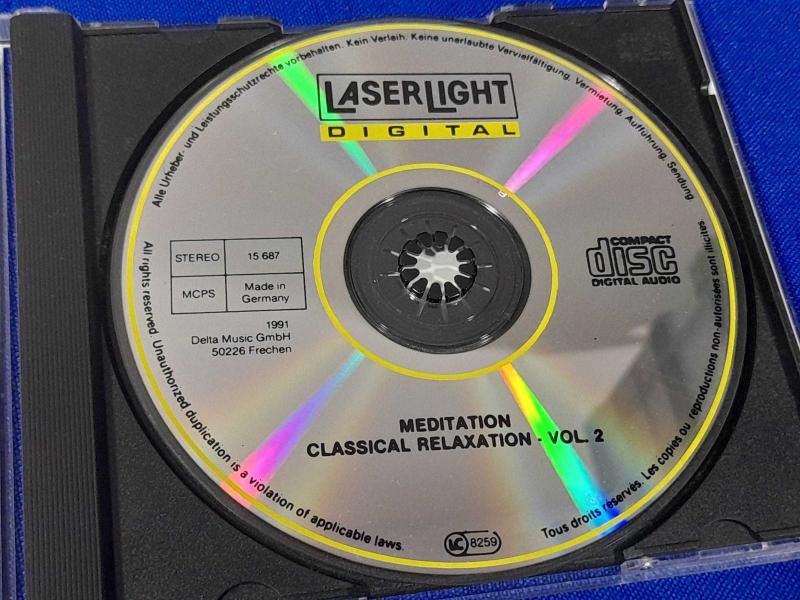 Alle Urheber- und Leistungsschutzrechte vorbehalten. Kein Verleih. Keine unerlaubte Vervielfältigung, Vermietung, Aufführung, Sendung.
LASERLIGHT
DIGITAL
STEREO 15 687
MCPS Made in Germany
1991
Delta Music GmbH
50226 Frechen
COMPACT
disc
DIGITAL AUDIO
MEDITATION
CLASSICAL RELAXATION - VOL. 2
LC 8259
All rights reserved. Unauthorized duplication is a violation of applicable laws.
Tous droits réservés. Les copies ou reproductions non-autorisées sont illicites.